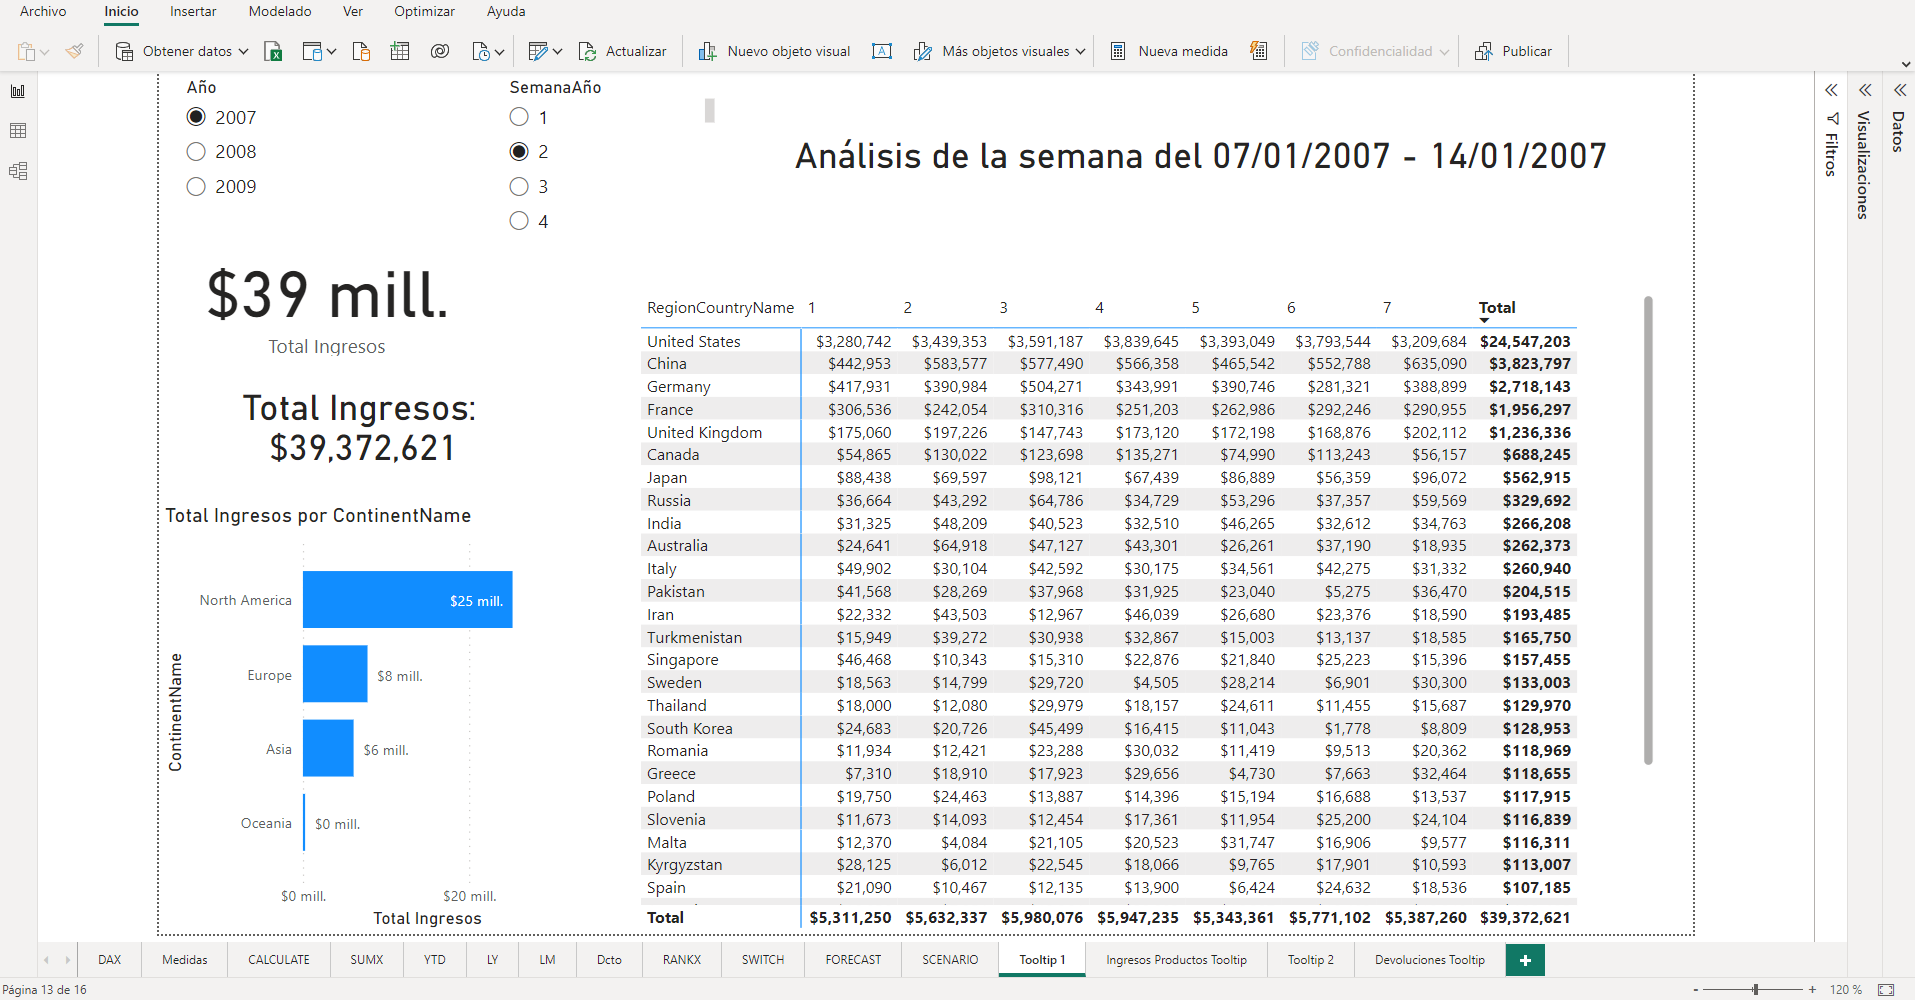 Archivo Inicio Insertar Modelado Ver Optimizar Ayuda
Obtener datos Actualizar Nuevo objeto visual Más objetos visuales Nueva medida Confidencialidad Publicar
Año
2007
2008
2009
SemanaAño
1
2
3
4
Análisis de la semana del 07/01/2007 - 14/01/2007
$39 mill.
Total Ingresos
Total Ingresos:
$39,372,621
Total Ingresos por ContinentName
ContinentName
North America $25 mill.
Europe $8 mill.
Asia $6 mill.
Oceania $0 mill.
$0 mill. $20 mill.
Total Ingresos
RegionCountryName 1 2 3 4 5 6 7 Total
United States $3,280,742 $3,439,353 $3,591,187 $3,839,645 $3,393,049 $3,793,544 $3,209,684 $24,547,203
China $442,953 $583,577 $577,490 $566,358 $465,542 $552,788 $635,090 $3,823,797
Germany $417,931 $390,984 $504,271 $343,991 $390,746 $281,321 $388,899 $2,718,143
France $306,536 $242,054 $310,316 $251,203 $262,986 $292,246 $290,955 $1,956,297
United Kingdom $175,060 $197,226 $147,743 $173,120 $172,198 $168,876 $202,112 $1,236,336
Canada $54,865 $130,022 $123,698 $135,271 $74,990 $113,243 $56,157 $688,245
Japan $88,438 $69,597 $98,121 $67,439 $86,889 $56,359 $96,072 $562,915
Russia $36,664 $43,292 $64,786 $34,729 $53,296 $37,357 $59,569 $329,692
India $31,325 $48,209 $40,523 $32,510 $46,265 $32,612 $34,763 $266,208
Australia $24,641 $64,918 $47,127 $43,301 $26,261 $37,190 $18,935 $262,373
Italy $49,902 $30,104 $42,592 $30,175 $34,561 $42,275 $31,332 $260,940
Pakistan $41,568 $28,269 $37,968 $31,925 $23,040 $5,275 $36,470 $204,515
Iran $22,332 $43,503 $12,967 $46,039 $26,680 $23,376 $18,590 $193,485
Turkmenistan $15,949 $39,272 $30,938 $32,867 $15,003 $13,137 $18,585 $165,750
Singapore $46,468 $10,343 $15,310 $22,876 $21,840 $25,223 $15,396 $157,455
Sweden $18,563 $14,799 $29,720 $4,505 $28,214 $6,901 $30,300 $133,003
Thailand $18,000 $12,080 $29,979 $18,157 $24,611 $11,455 $15,687 $129,970
South Korea $24,683 $20,726 $45,499 $16,415 $11,043 $1,778 $8,809 $128,953
Romania $11,934 $12,421 $23,288 $30,032 $11,419 $9,513 $20,362 $118,969
Greece $7,310 $18,910 $17,923 $29,656 $4,730 $7,663 $32,464 $118,655
Poland $19,750 $24,463 $13,887 $14,396 $15,194 $16,688 $13,537 $117,915
Slovenia $11,673 $14,093 $12,454 $17,361 $11,954 $25,200 $24,104 $116,839
Malta $12,370 $4,084 $21,105 $20,523 $31,747 $16,906 $9,577 $116,311
Kyrgyzstan $28,125 $6,012 $22,545 $18,066 $9,765 $17,901 $10,593 $113,007
Spain $21,090 $10,467 $12,135 $13,900 $6,424 $24,632 $18,536 $107,185
Total $5,311,250 $5,632,337 $5,980,076 $5,947,235 $5,343,361 $5,771,102 $5,387,260 $39,372,621
Filtros
Visualizaciones
Datos
DAX Medidas CALCULATE SUMX YTD LY LM Dcto RANKX SWITCH FORECAST SCENARIO Tooltip 1 Ingresos Productos Tooltip Tooltip 2 Devoluciones Tooltip +
Página 13 de 16
- + 120 %